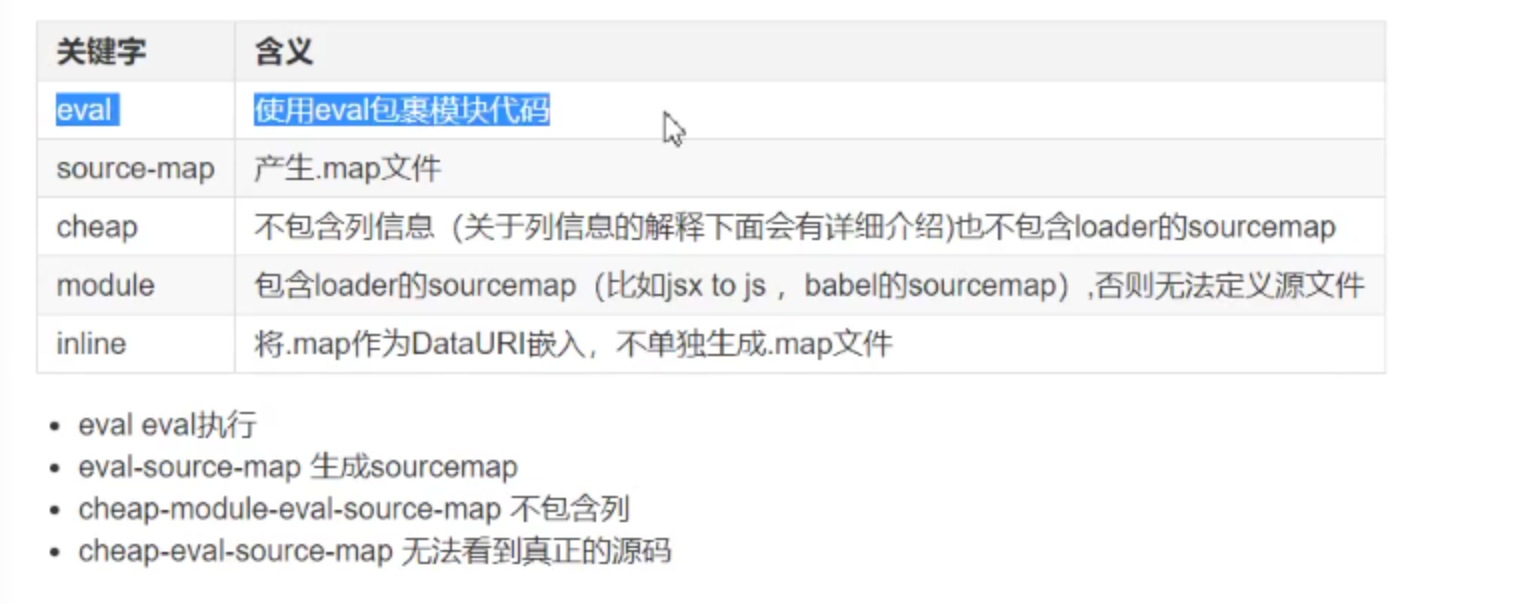 关键字 含义
eval 使用eval包裹模块代码
source-map 产生.map文件
cheap 不包含列信息（关于列信息的解释下面会有详细介绍)也不包含loader的sourcemap
module 包含loader的sourcemap（比如jsx to js ，babel的sourcemap）,否则无法定义源文件
inline 将.map作为DataURI嵌入，不单独生成.map文件
• eval eval执行
• eval-source-map 生成sourcemap
• cheap-module-eval-source-map 不包含列
• cheap-eval-source-map 无法看到真正的源码